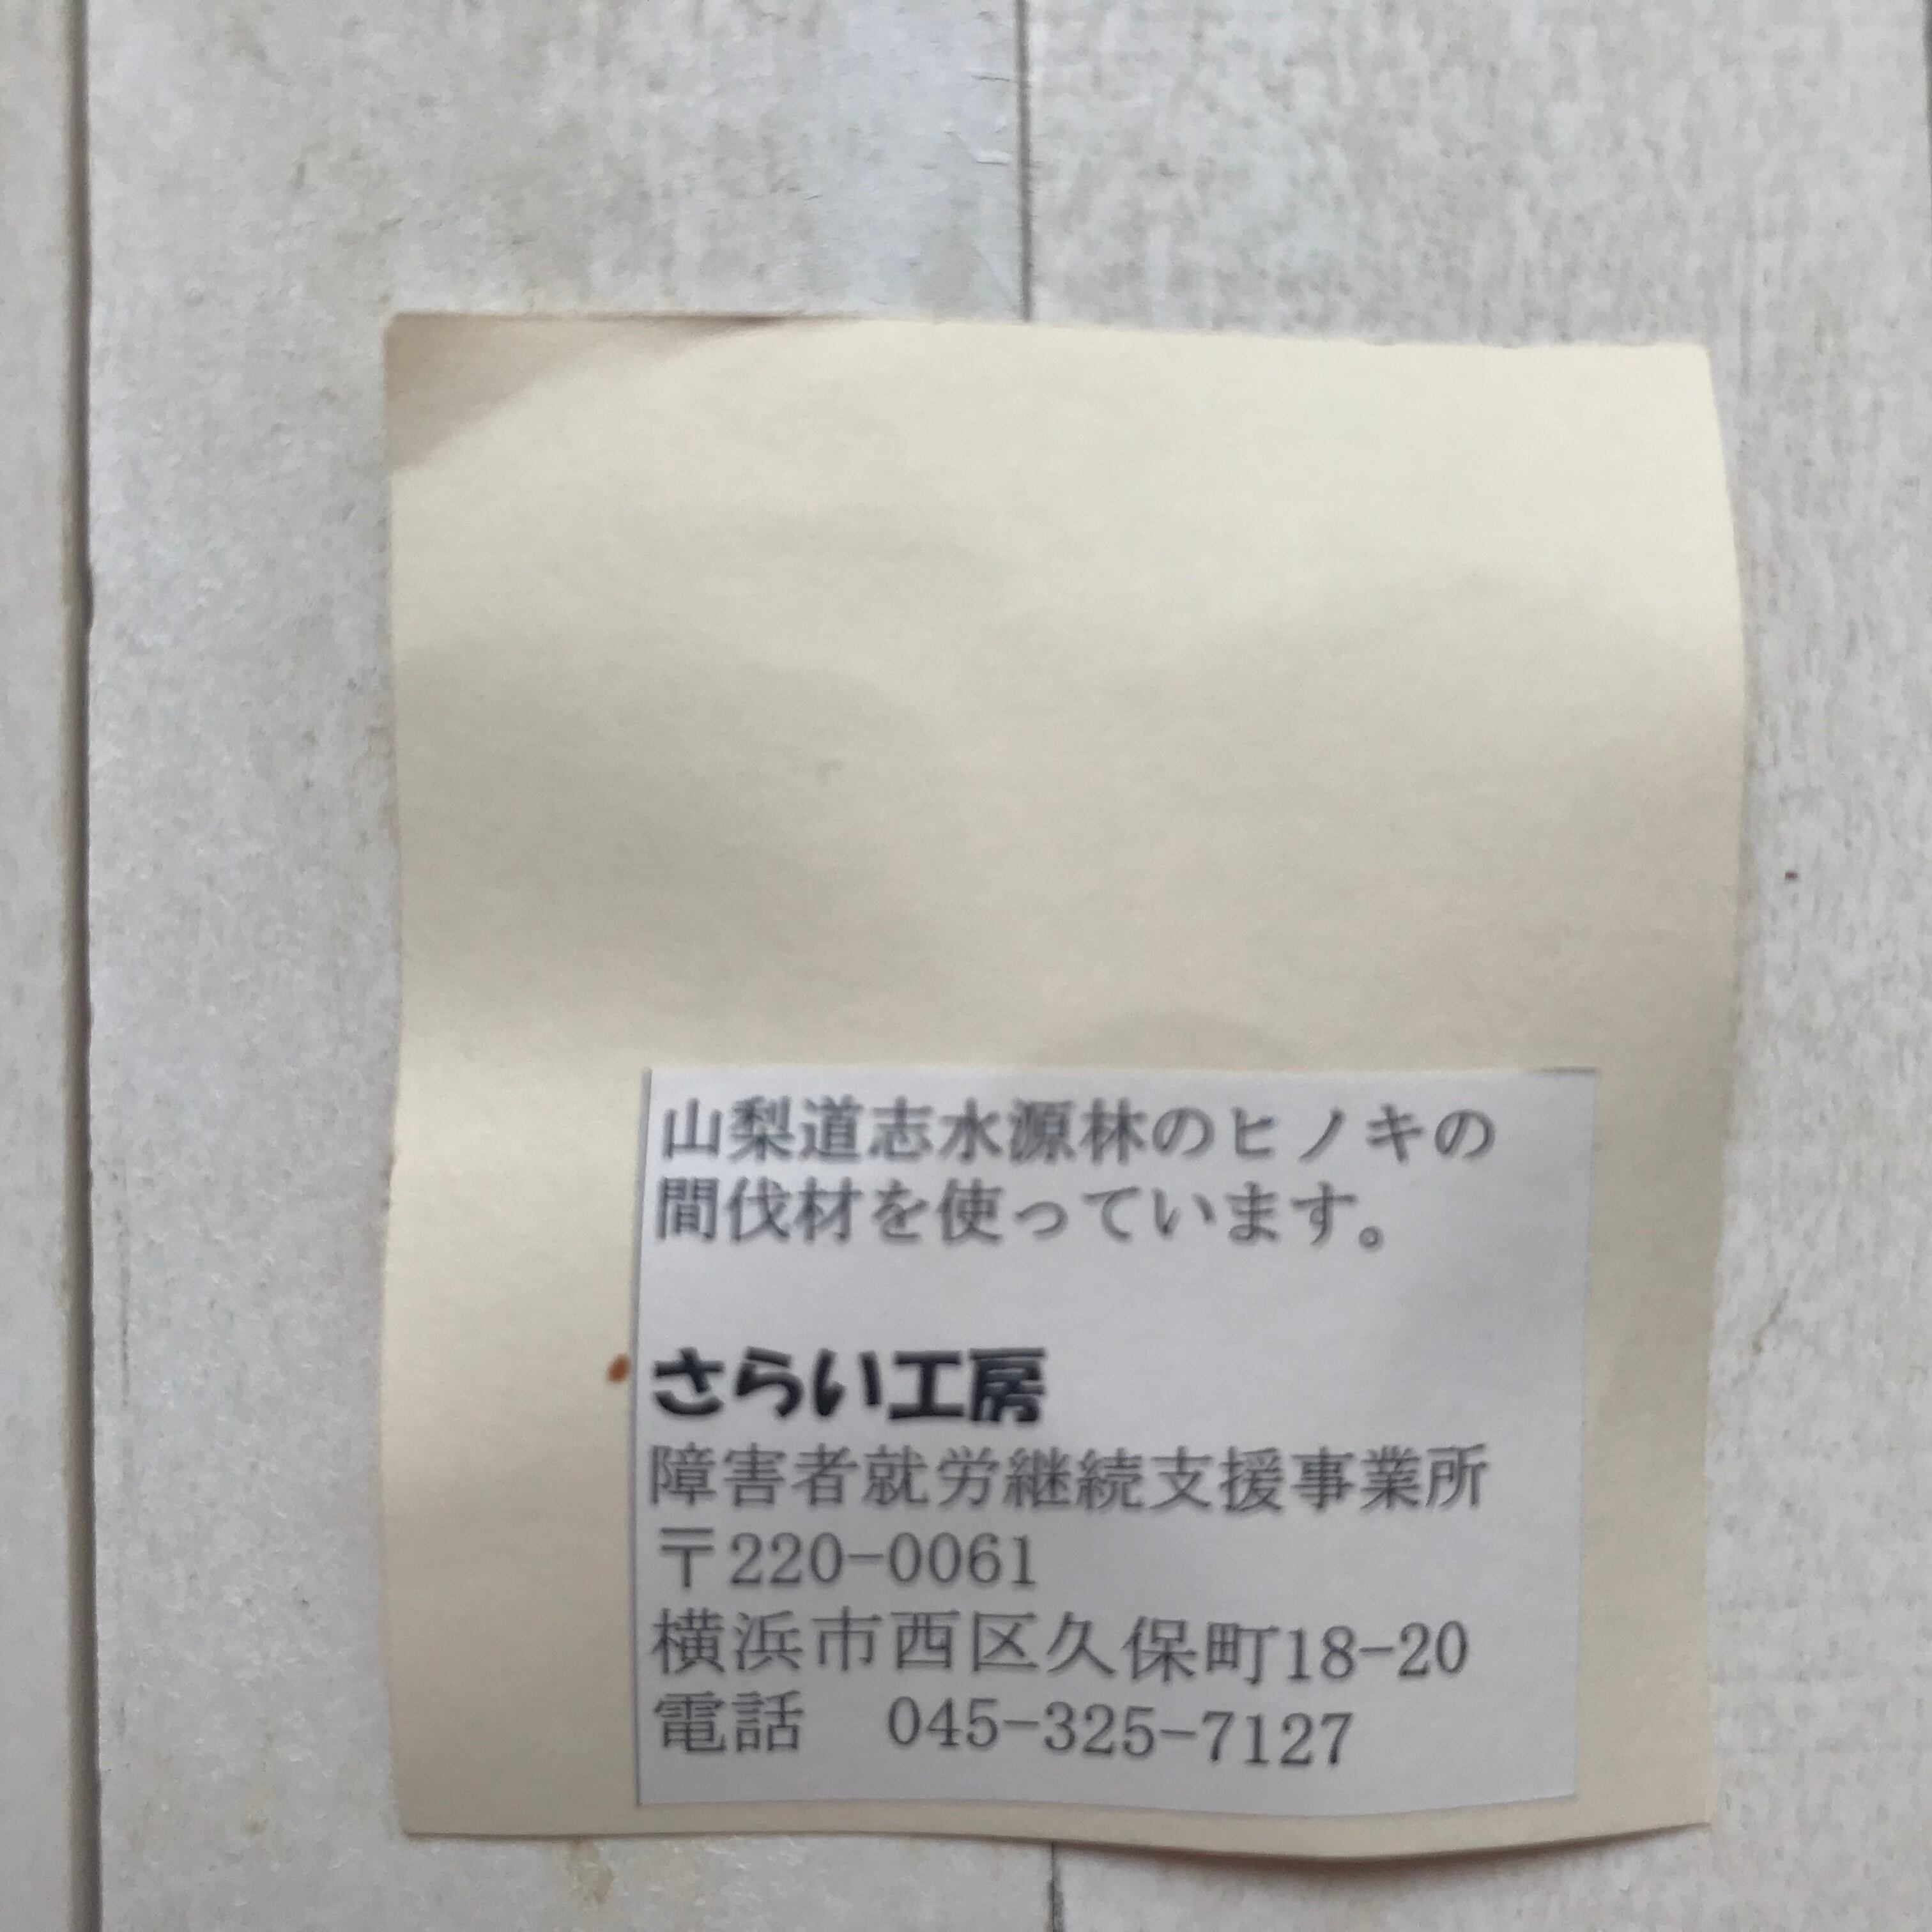 山梨道志水源林のヒノキの
間伐材を使っています。
さらい工房
障害者就労継続支援事業所
〒220-0061
横浜市西区久保町18-20
電話　045-325-7127